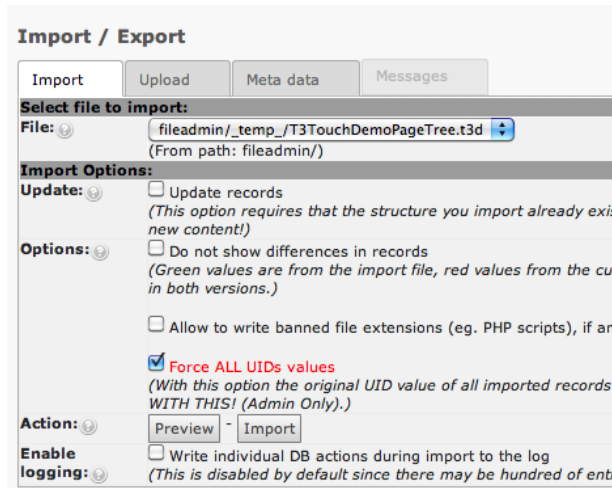 Import / Export
Import Upload Meta data Messages
Select file to import:
File: fileadmin/_temp_/T3TouchDemoPageTree.t3d
(From path: fileadmin/)
Import Options:
Update: Update records
(This option requires that the structure you import already exi
new content!)
Options: Do not show differences in records
(Green values are from the import file, red values from the cu
in both versions.)
Allow to write banned file extensions (eg. PHP scripts), if a
Force ALL UIDs values
(With this option the original UID value of all imported records
WITH THIS! (Admin Only).)
Action: Preview - Import
Enable Write individual DB actions during import to the log
logging: (This is disabled by default since there may be hundred of ent